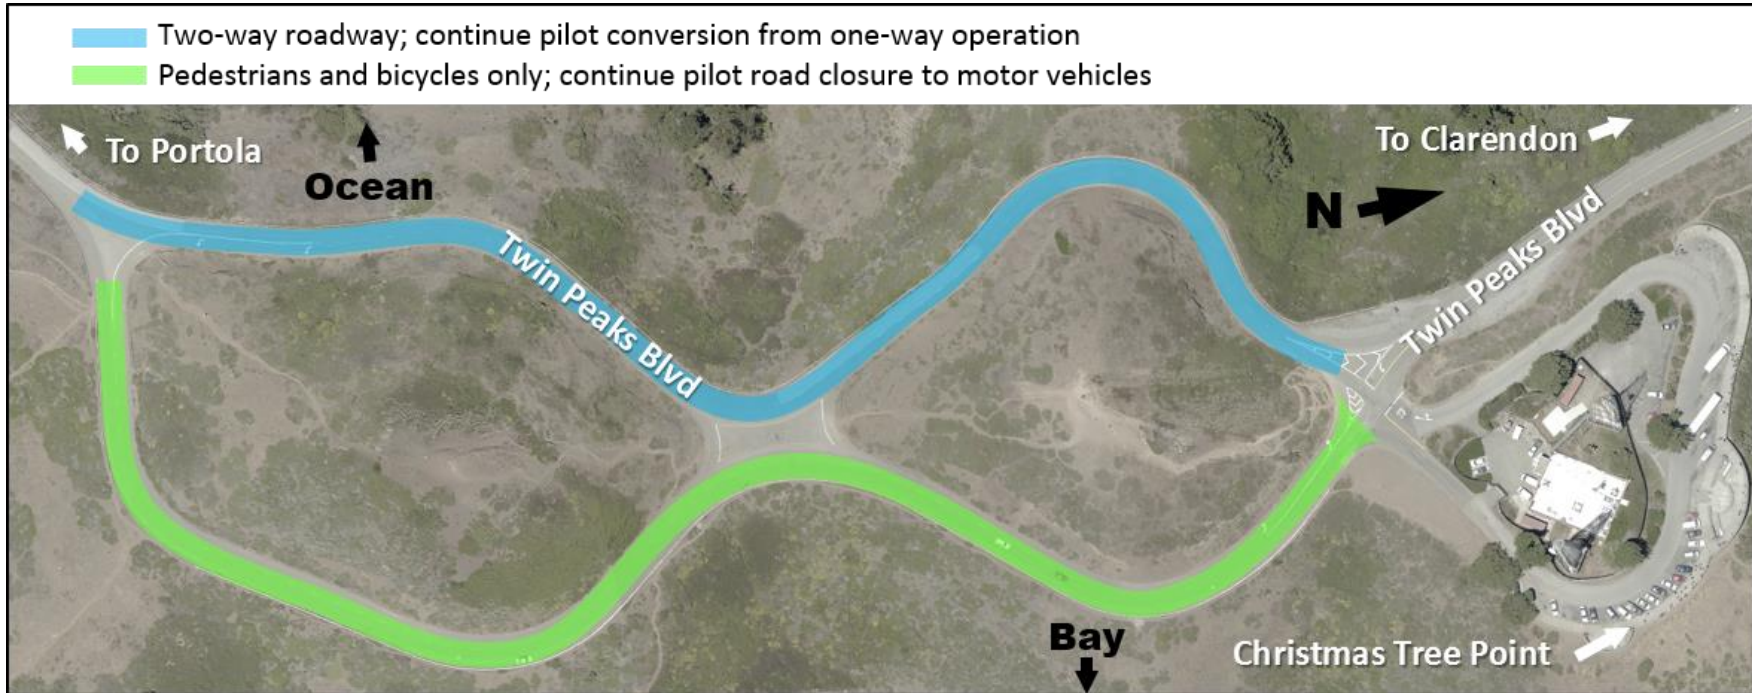 Two-way roadway; continue pilot conversion from one-way operation
Pedestrians and bicycles only; continue pilot road closure to motor vehicles
To Portola
Ocean
To Clarendon
N
Twin Peaks Blvd
Twin Peaks Blvd
Bay
Christmas Tree Point